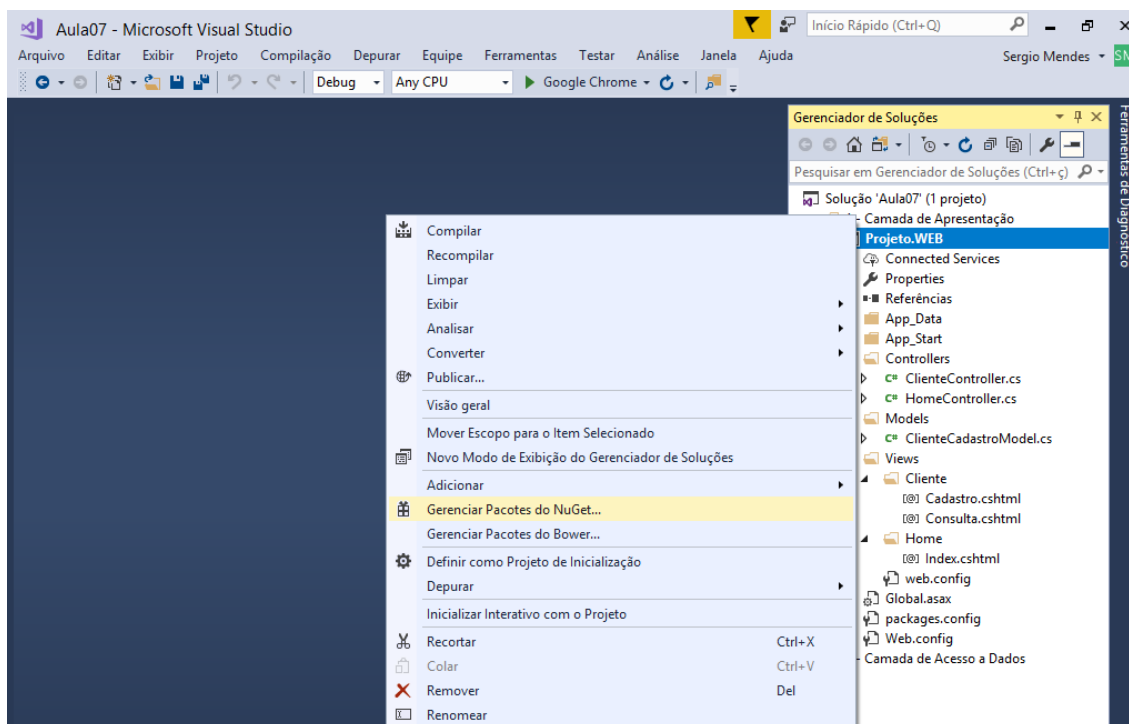 Aula07 - Microsoft Visual Studio
Início Rápido (Ctrl+Q)
Arquivo Editar Exibir Projeto Compilação Depurar Equipe Ferramentas Testar Análise Janela Ajuda
Sergio Mendes SM
Debug Any CPU Google Chrome
Gerenciador de Soluções
Pesquisar em Gerenciador de Soluções (Ctrl+ç)
Solução 'Aula07' (1 projeto)
- Camada de Apresentação
Projeto.WEB
Connected Services
Properties
Referências
App_Data
App_Start
Controllers
C# ClienteController.cs
C# HomeController.cs
Models
C# ClienteCadastroModel.cs
Views
Cliente
[@] Cadastro.cshtml
[@] Consulta.cshtml
Home
[@] Index.cshtml
web.config
Global.asax
packages.config
Web.config
- Camada de Acesso a Dados
Ferramentas de Diagnóstico
Compilar
Recompilar
Limpar
Exibir
Analisar
Converter
Publicar...
Visão geral
Mover Escopo para o Item Selecionado
Novo Modo de Exibição do Gerenciador de Soluções
Adicionar
Gerenciar Pacotes do NuGet...
Gerenciar Pacotes do Bower...
Definir como Projeto de Inicialização
Depurar
Inicializar Interativo com o Projeto
Recortar Ctrl+X
Colar Ctrl+V
Remover Del
Renomear